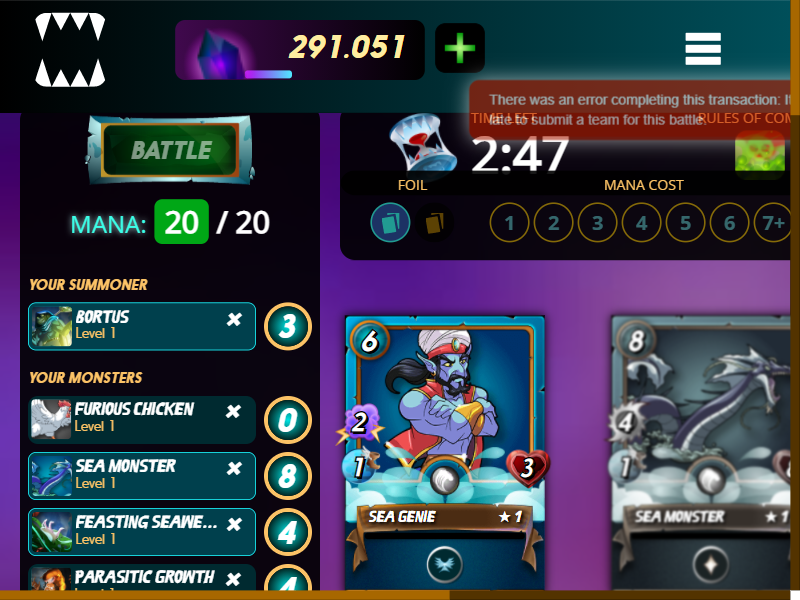 291.051
There was an error completing this transaction: I
late to submit a team for this battle.
TIME LEFT
RULES OF COM
BATTLE
2:47
FOIL
MANA COST
MANA: 20 / 20
1 2 3 4 5 6 7+
YOUR SUMMONER
BORTUS
Level 1
3
YOUR MONSTERS
FURIOUS CHICKEN
Level 1
0
SEA MONSTER
Level 1
8
FEASTING SEAWE...
Level 1
4
PARASITIC GROWTH
4
6
2
1
3
SEA GENIE ★ 1
8
4
1
SEA MONSTER ★ 1